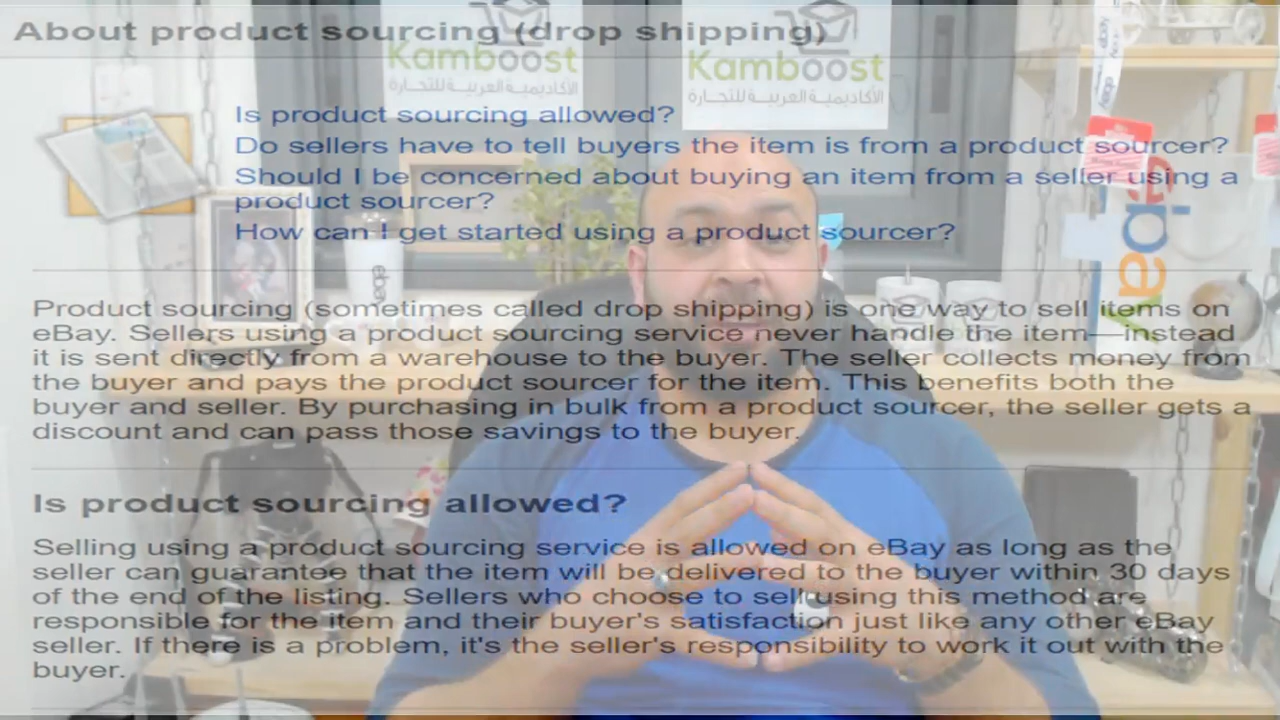 About product sourcing (drop shipping)
Kamboost
الأكاديمية العربية للتجارة
Kamboost
الأكاديمية العربية للتجارة
Is product sourcing allowed?
Do sellers have to tell buyers the item is from a product sourcer?
Should I be concerned about buying an item from a seller using a
product sourcer?
How can I get started using a product sourcer?
ebay
ebay
Product sourcing (sometimes called drop shipping) is one way to sell items on
eBay. Sellers using a product sourcing service never handle the item—instead
it is sent directly from a warehouse to the buyer. The seller collects money from
the buyer and pays the product sourcer for the item. This benefits both the
buyer and seller. By purchasing in bulk from a product sourcer, the seller gets a
discount and can pass those savings to the buyer.
Is product sourcing allowed?
Selling using a product sourcing service is allowed on eBay as long as the
seller can guarantee that the item will be delivered to the buyer within 30 days
of the end of the listing. Sellers who choose to sell using this method are
responsible for the item and their buyer's satisfaction just like any other eBay
seller. If there is a problem, it's the seller's responsibility to work it out with the
buyer.